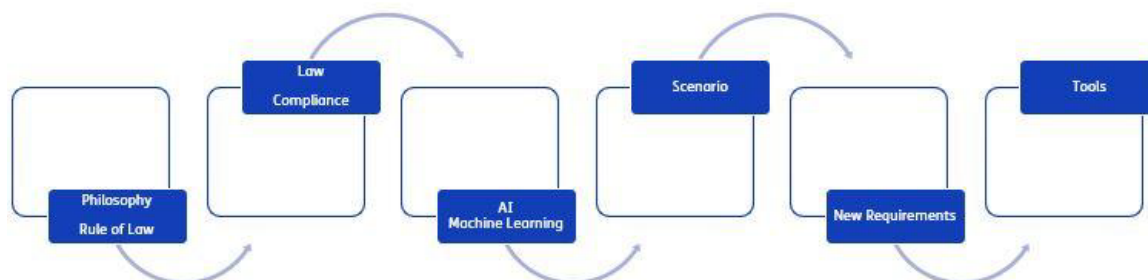 Philosophy
Rule of Law
Law
Compliance
AI
Machine Learning
Scenario
New Requirements
Tools